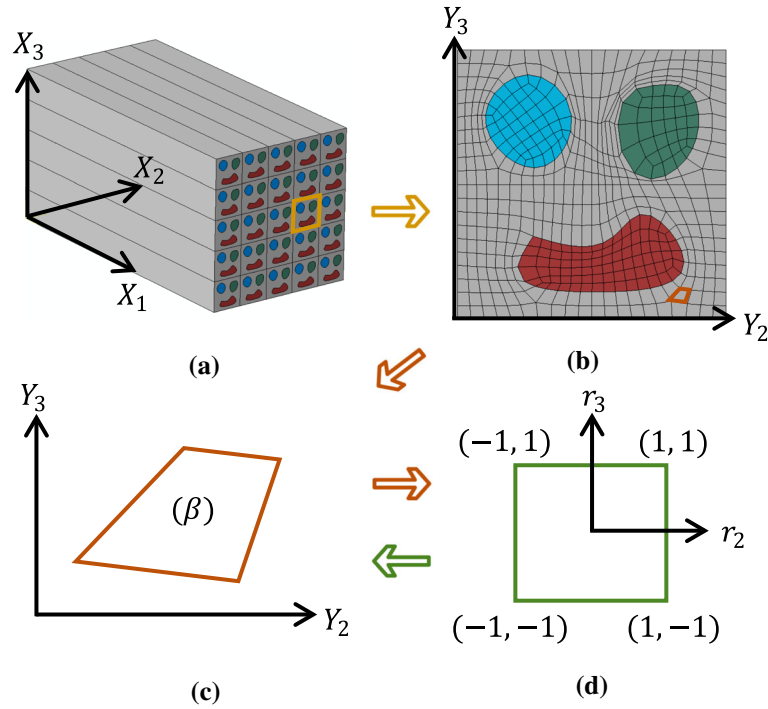 X₃
X₂
X₁
(a)
Y₃
Y₂
(b)
Y₃
(β)
Y₂
(c)
r₃
(−1, 1) (1, 1)
r₂
(−1, −1) (1, −1)
(d)